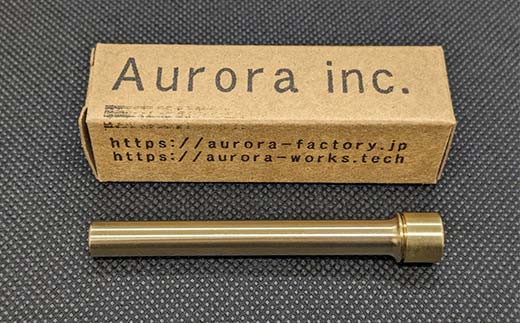 Aurora inc.
https://aurora-factory.jp
https://aurora-works.tech